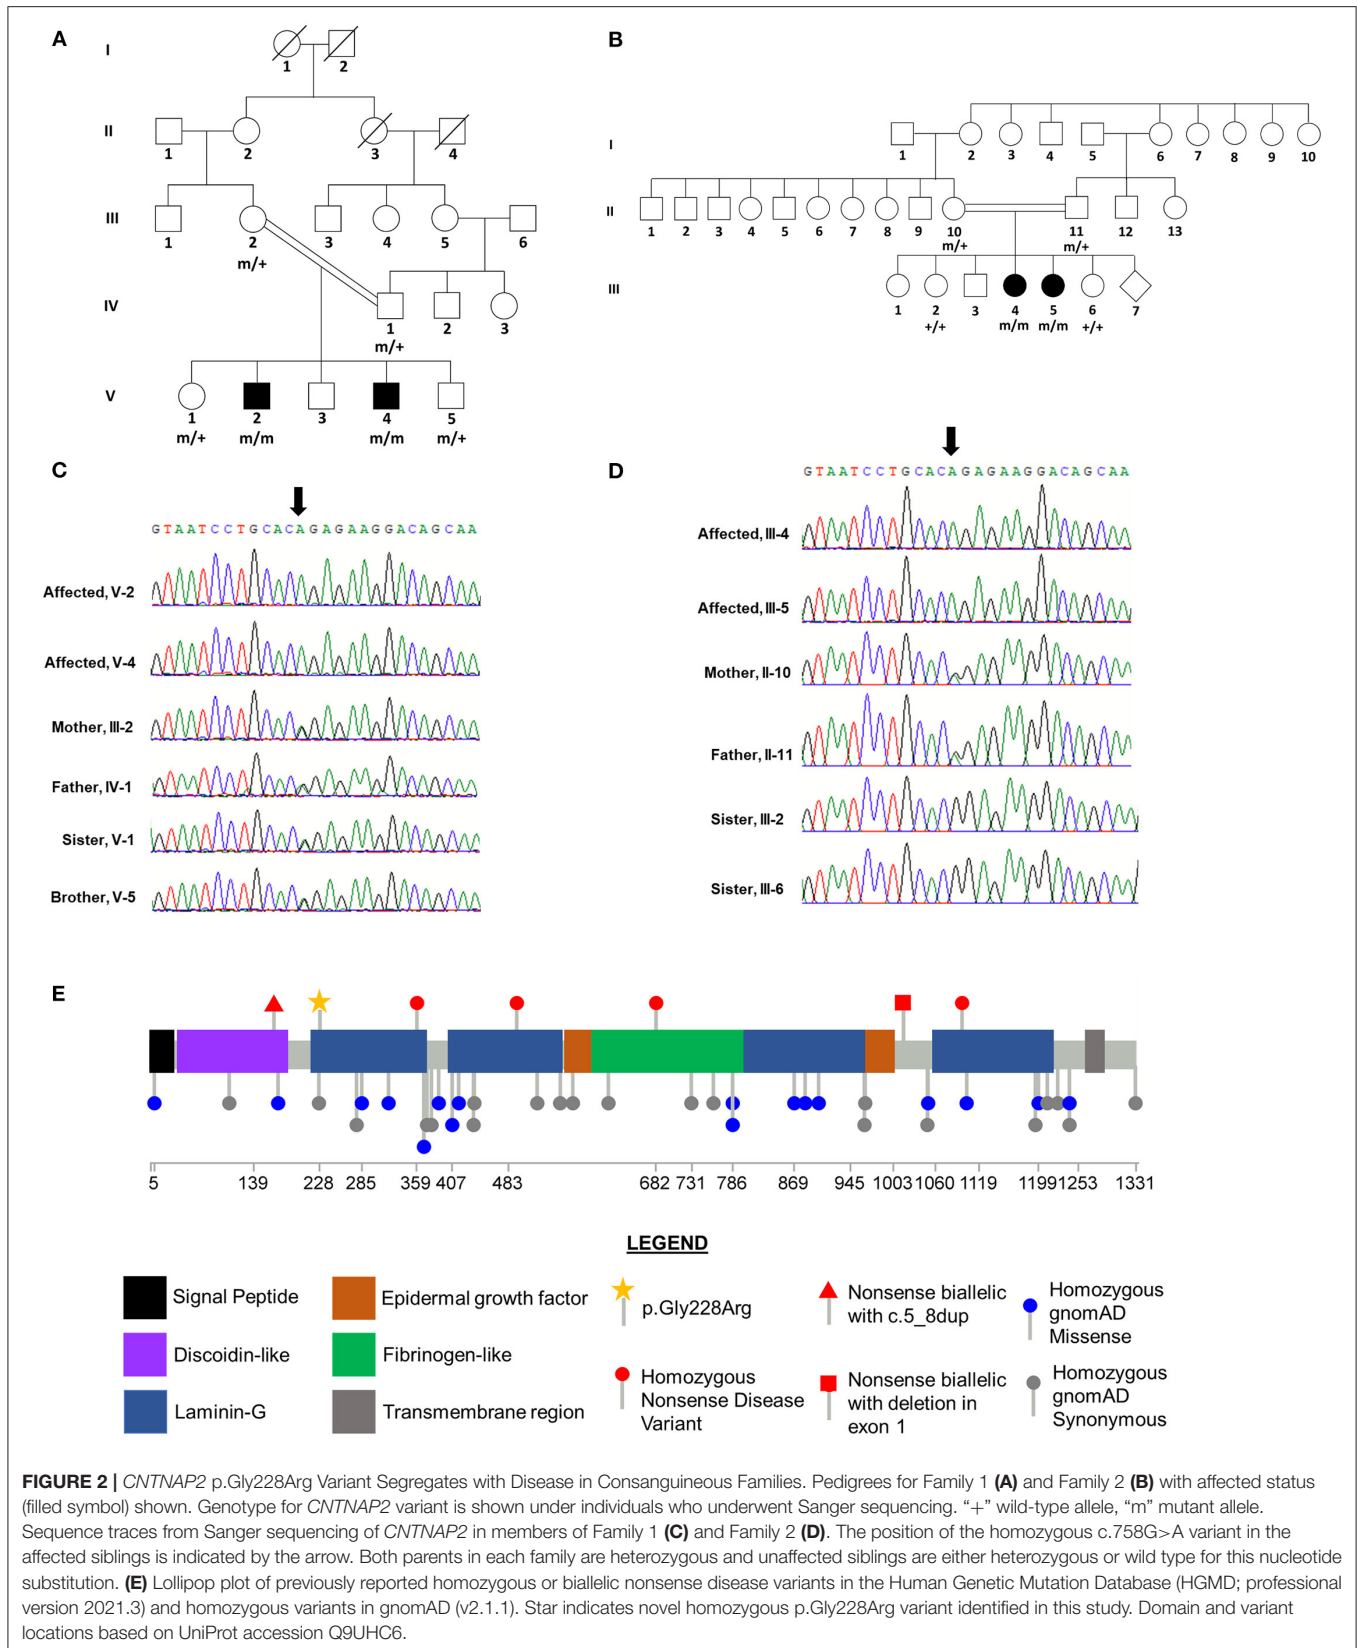 A
I
1 2
II
1 2 3 4
III
1 2 3 4 5 6
m/+
IV
1 2 3
m/+
V
1 2 3 4 5
m/+ m/m m/m m/+
B
I
1 2 3 4 5 6 7 8 9 10
II
1 2 3 4 5 6 7 8 9 10 11 12 13
m/+ m/+
III
1 2 3 4 5 6 7
+/+ m/m m/m +/+
C
GTAATCCTGCACAGAGAAGGACAGCAA
Affected, V-2
Affected, V-4
Mother, III-2
Father, IV-1
Sister, V-1
Brother, V-5
D
GTAATCCTGCACAGAGAAGGACAGCAA
Affected, III-4
Affected, III-5
Mother, II-10
Father, II-11
Sister, III-2
Sister, III-6
E
5 139 228 285 359 407 483 682 731 786 869 945 1003 1060 1119 1199 1253 1331
LEGEND
Signal Peptide
Discoidin-like
Laminin-G
Epidermal growth factor
Fibrinogen-like
Transmembrane region
p.Gly228Arg
Homozygous
Nonsense Disease
Variant
Nonsense biallelic
with c.5_8dup
Nonsense biallelic
with deletion in
exon 1
Homozygous
gnomAD
Missense
Homozygous
gnomAD
Synonymous
FIGURE 2 | CNTNAP2 p.Gly228Arg Variant Segregates with Disease in Consanguineous Families. Pedigrees for Family 1 (A) and Family 2 (B) with affected status
(filled symbol) shown. Genotype for CNTNAP2 variant is shown under individuals who underwent Sanger sequencing. “+” wild-type allele, “m” mutant allele.
Sequence traces from Sanger sequencing of CNTNAP2 in members of Family 1 (C) and Family 2 (D). The position of the homozygous c.758G>A variant in the
affected siblings is indicated by the arrow. Both parents in each family are heterozygous and unaffected siblings are either heterozygous or wild type for this nucleotide
substitution. (E) Lollipop plot of previously reported homozygous or biallelic nonsense disease variants in the Human Genetic Mutation Database (HGMD; professional
version 2021.3) and homozygous variants in gnomAD (v2.1.1). Star indicates novel homozygous p.Gly228Arg variant identified in this study. Domain and variant
locations based on UniProt accession Q9UHC6.